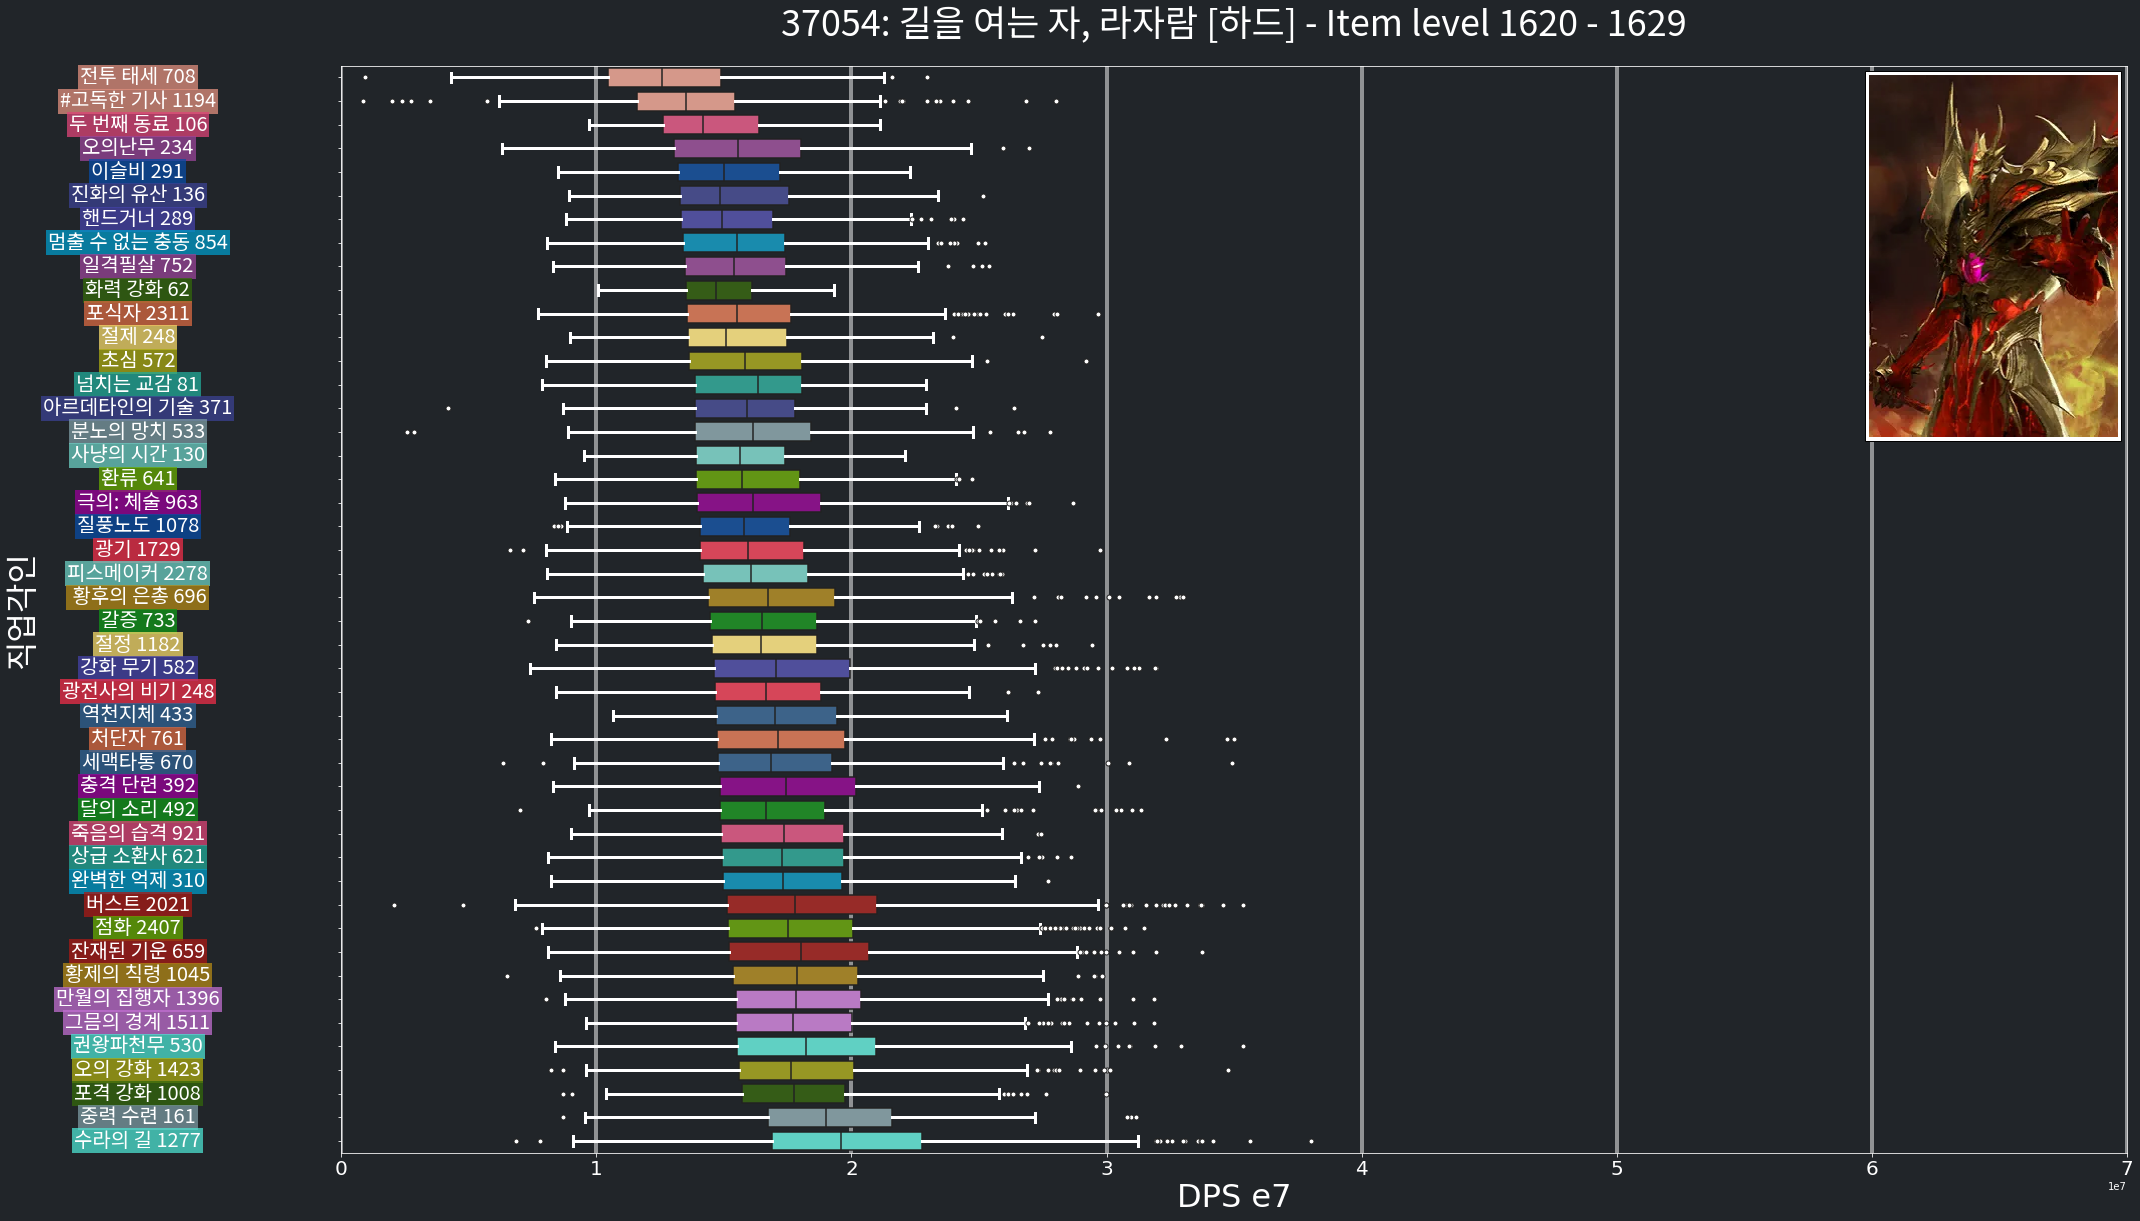 37054: 길을 여는 자, 라자람 [하드] - Item level 1620 - 1629
직업각인
전투 태세 708
#고독한 기사 1194
두 번째 동료 106
오의난무 234
이슬비 291
진화의 유산 136
핸드거너 289
멈출 수 없는 충동 854
일격필살 752
화력 강화 62
포식자 2311
절제 248
초심 572
넘치는 교감 81
아르데타인의 기술 371
분노의 망치 533
사냥의 시간 130
환류 641
극의: 체술 963
질풍노도 1078
광기 1729
피스메이커 2278
황후의 은총 696
갈증 733
절정 1182
강화 무기 582
광전사의 비기 248
역천지체 433
처단자 761
세맥타통 670
충격 단련 392
달의 소리 492
죽음의 습격 921
상급 소환사 621
완벽한 억제 310
버스트 2021
점화 2407
잔재된 기운 659
황제의 칙령 1045
만월의 집행자 1396
그믐의 경계 1511
권왕파천무 530
오의 강화 1423
포격 강화 1008
중력 수련 161
수라의 길 1277
0 1 2 3 4 5 6 7
1e7
DPS e7